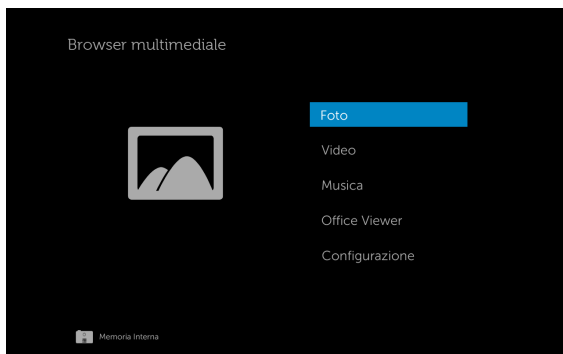 Browser multimediale
Foto
Video
Musica
Office Viewer
Configurazione
Memoria Interna